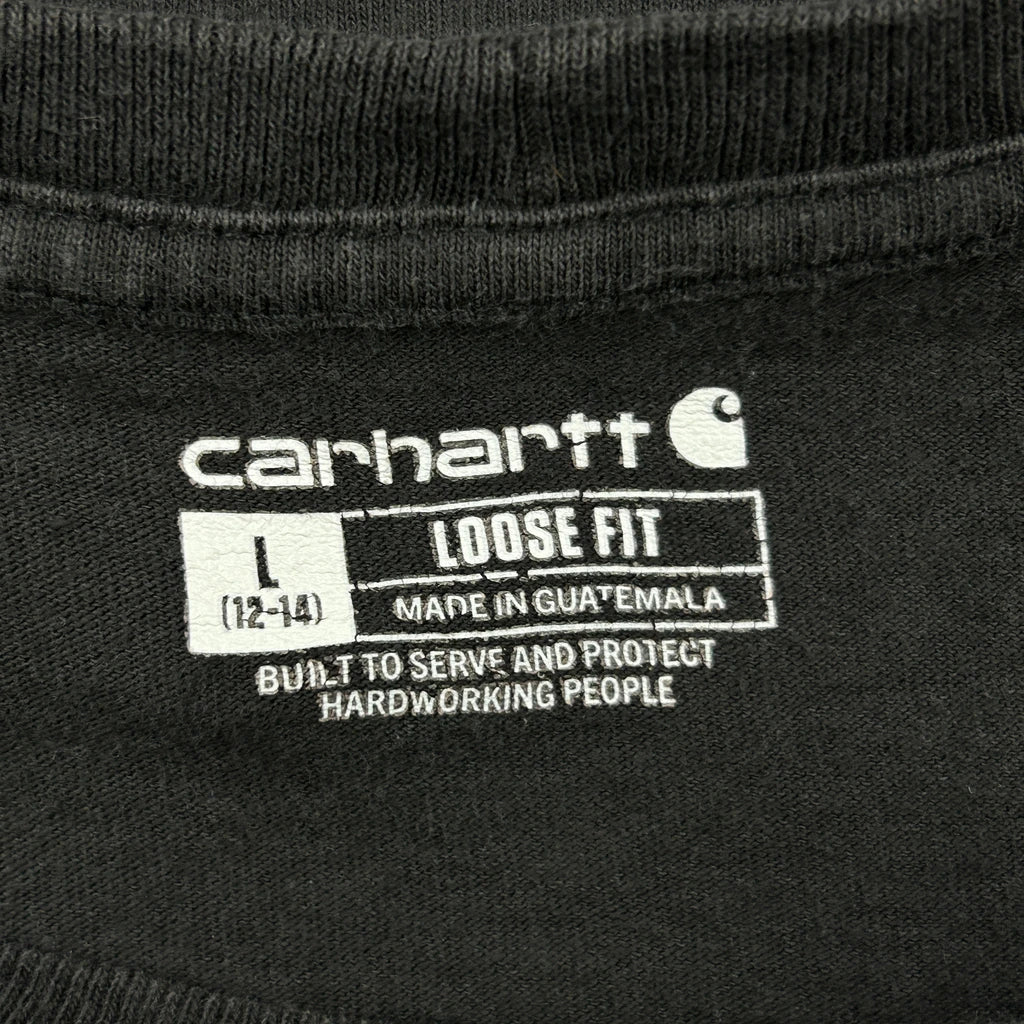 carhartt
L
(12-14)
LOOSE FIT
MADE IN GUATEMALA
BUILT TO SERVE AND PROTECT
HARDWORKING PEOPLE